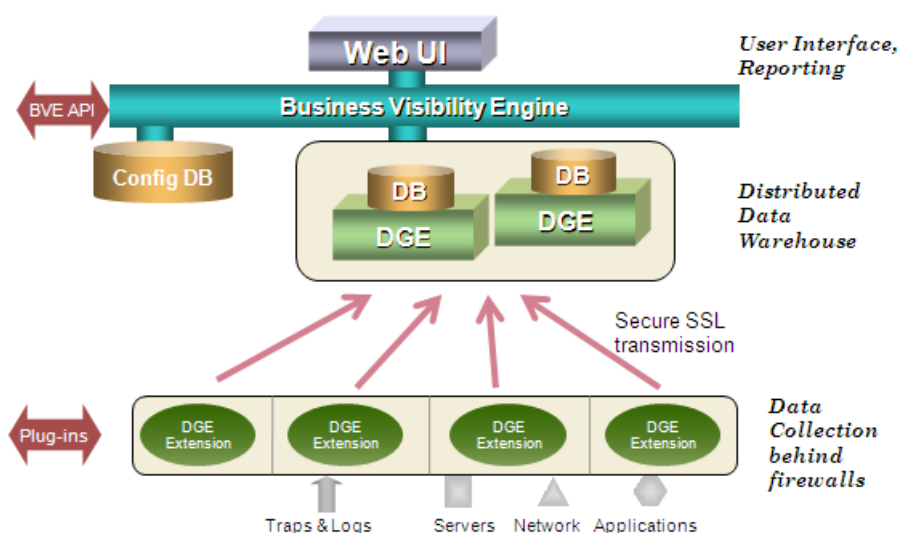 Web UI
User Interface,
Reporting
BVE API
Business Visibility Engine
Config DB
DB
DB
DGE
DGE
Distributed
Data
Warehouse
Secure SSL
transmission
Plug-ins
DGE
Extension
DGE
Extension
DGE
Extension
DGE
Extension
Data
Collection
behind
firewalls
Traps & Logs
Servers
Network
Applications